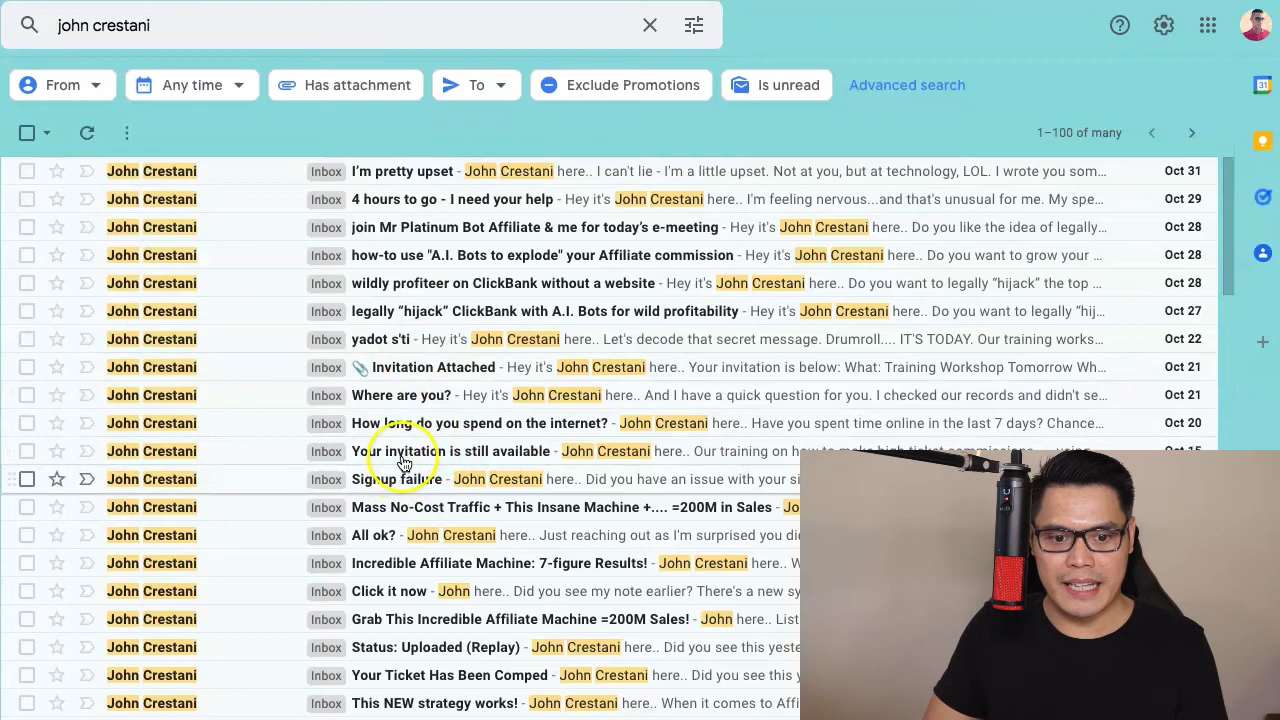 john crestani
From
Any time
Has attachment
To
Exclude Promotions
Is unread
Advanced search
1–100 of many
John Crestani Inbox I'm pretty upset - John Crestani here.. I can't lie - I'm a little upset. Not at you, but at technology, LOL. I wrote you som… Oct 31
John Crestani Inbox 4 hours to go - I need your help - Hey it's John Crestani here.. I'm feeling nervous...and that's unusual for me. My spe… Oct 29
John Crestani Inbox join Mr Platinum Bot Affiliate & me for today's e-meeting - Hey it's John Crestani here.. Do you like the idea of legally… Oct 28
John Crestani Inbox how-to use "A.I. Bots to explode" your Affiliate commission - Hey it's John Crestani here.. Do you want to grow your … Oct 28
John Crestani Inbox wildly profiteer on ClickBank without a website - Hey it's John Crestani here.. Do you want to legally “hijack” the top … Oct 28
John Crestani Inbox legally “hijack” ClickBank with A.I. Bots for wild profitability - Hey it's John Crestani here.. Do you want to legally “hij… Oct 27
John Crestani Inbox yadot s'ti - Hey it's John Crestani here.. Let's decode that secret message. Drumroll.... IT'S TODAY. Our training works… Oct 22
John Crestani Inbox Invitation Attached - Hey it's John Crestani here.. Your invitation is below: What: Training Workshop Tomorrow Wh… Oct 21
John Crestani Inbox Where are you? - Hey it's John Crestani here.. And I have a quick question for you. I checked our records and didn't se… Oct 21
John Crestani Inbox How long do you spend on the internet? - John Crestani here.. Have you spent time online in the last 7 days? Chance… Oct 20
John Crestani Inbox Your invitation is still available - John Crestani here.. Our training on how to make high ticket commissions
John Crestani Inbox Signup failure - John Crestani here.. Did you have an issue with your si
John Crestani Inbox Mass No-Cost Traffic + This Insane Machine +.... =200M in Sales - Jo
John Crestani Inbox All ok? - John Crestani here.. Just reaching out as I'm surprised you di
John Crestani Inbox Incredible Affiliate Machine: 7-figure Results! - John Crestani here.. W
John Crestani Inbox Click it now - John here.. Did you see my note earlier? There's a new sy
John Crestani Inbox Grab This Incredible Affiliate Machine =200M Sales! - John here.. List
John Crestani Inbox Status: Uploaded (Replay) - John Crestani here.. Did you see this yeste
John Crestani Inbox Your Ticket Has Been Comped - John Crestani here.. Did you see this y
John Crestani Inbox This NEW strategy works! - John Crestani here.. When it comes to Affi